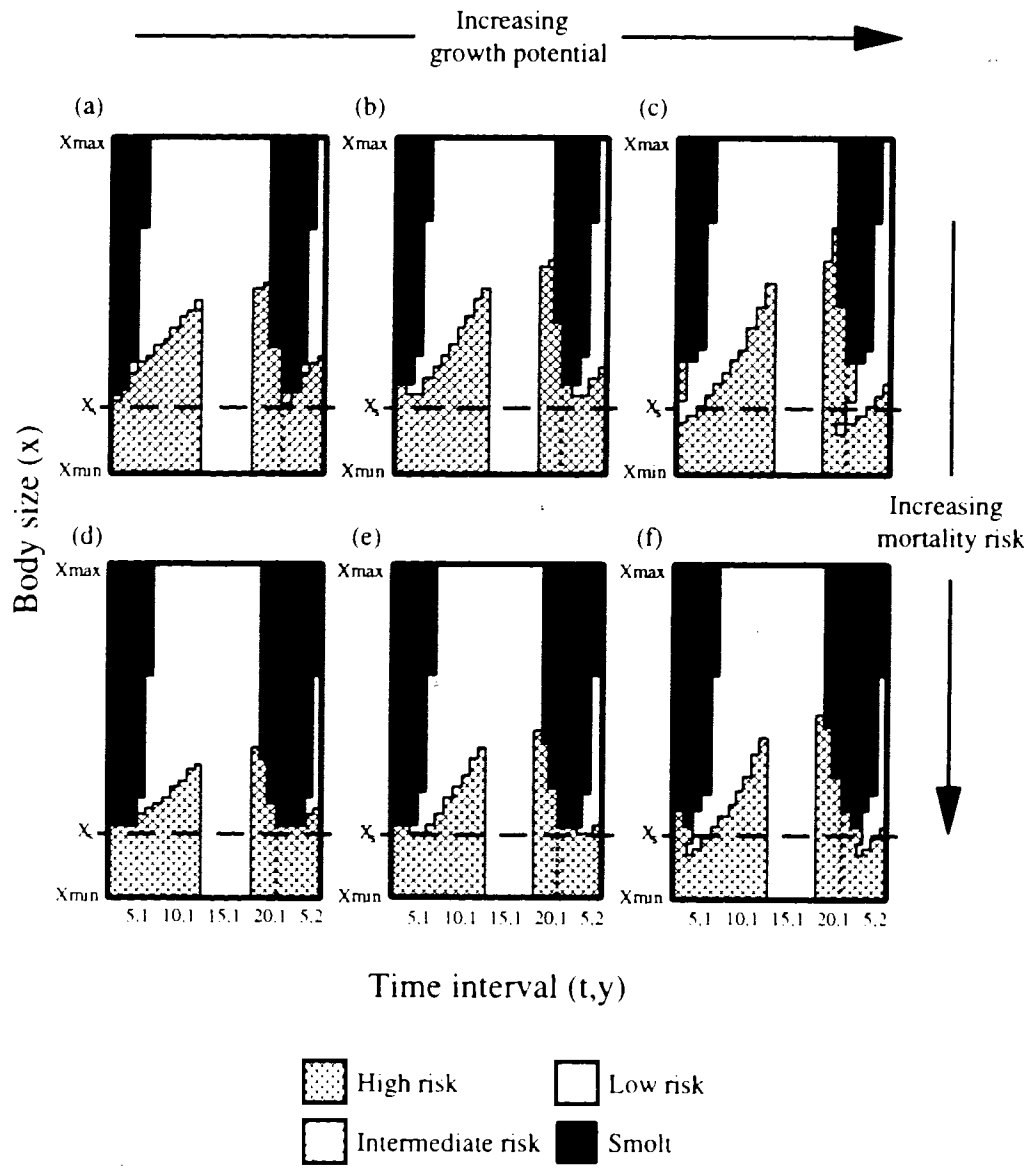 Increasing
growth potential
(a)
(b)
(c)
Xmax
Xmax
Xmax
Xs
Xs
Xs
Xmin
Xmin
Xmin
Body size (x)
Increasing
mortality risk
(d)
(e)
(f)
Xmax
Xmax
Xmax
Xs
Xs
Xs
Xmin
Xmin
Xmin
5,1 10,1 15,1 20,1 5,2
5,1 10,1 15,1 20,1 5,2
5,1 10,1 15,1 20,1 5,2
Time interval (t,y)
High risk
Low risk
Intermediate risk
Smolt